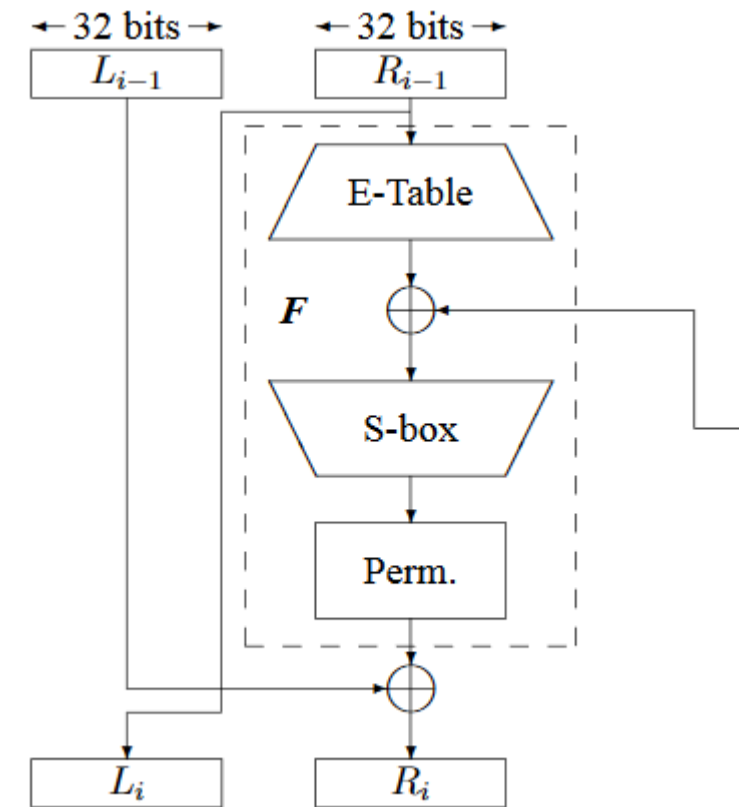 32 bits 32 bits
L_{i−1} R_{i−1}
E-Table
F
S-box
Perm.
L_i R_i